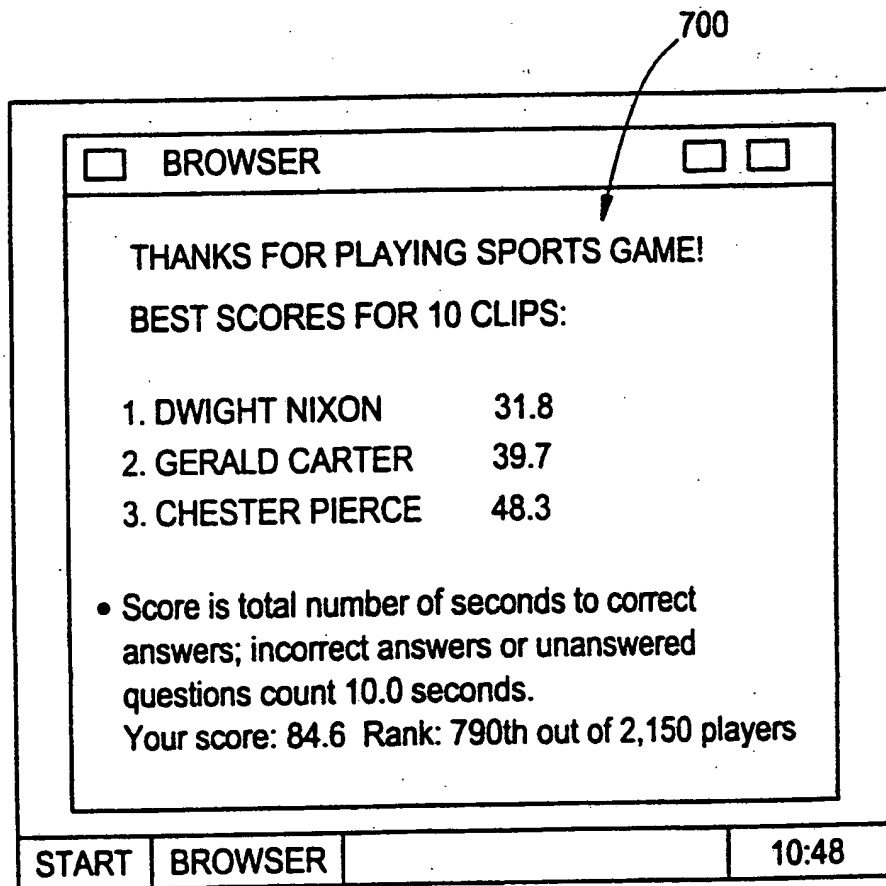 700
BROWSER
THANKS FOR PLAYING SPORTS GAME!
BEST SCORES FOR 10 CLIPS:
1. DWIGHT NIXON 31.8
2. GERALD CARTER 39.7
3. CHESTER PIERCE 48.3
• Score is total number of seconds to correct
answers; incorrect answers or unanswered
questions count 10.0 seconds.
Your score: 84.6 Rank: 790th out of 2,150 players
START BROWSER 10:48